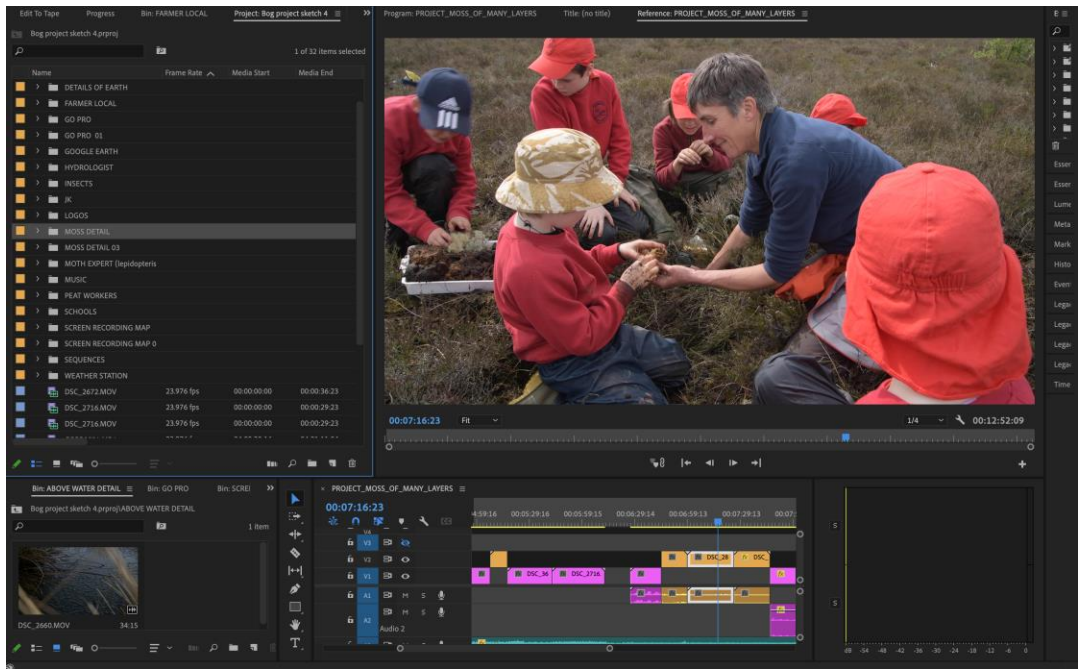 Edit To Tape Progress Bin: FARMER LOCAL Project: Bog project sketch 4
Bog project sketch 4.prproj
1 of 32 items selected
Name Frame Rate Media Start Media End
DETAILS OF EARTH
FARMER LOCAL
GO PRO
GO PRO 01
GOOGLE EARTH
HYDROLOGIST
INSECTS
JK
LOGOS
MOSS DETAIL
MOSS DETAIL 03
MOTH EXPERT (lepidopteris
MUSIC
PEAT WORKERS
SCHOOLS
SCREEN RECORDING MAP
SCREEN RECORDING MAP 0
SEQUENCES
WEATHER STATION
DSC_2672.MOV 23.976 fps 00:00:00:00 00:00:36:23
DSC_2716.MOV 23.976 fps 00:00:00:00 00:00:29:23
DSC_2716.MOV 23.976 fps 00:00:00:00 00:00:29:23
Program: PROJECT_MOSS_OF_MANY_LAYERS Title: (no title) Reference: PROJECT_MOSS_OF_MANY_LAYERS
00:07:16:23 Fit 1/4 00:12:52:09
E
Esser
Esser
Lume
Meta
Mark
Histo
Even
Lega
Lega
Lega
Lega
Time
Bin: ABOVE WATER DETAIL Bin: GO PRO Bin: SCREI
Bog project sketch 4.prproj\ABOVE WATER DETAIL
1 item
DSC_2660.MOV 34:15
PROJECT_MOSS_OF_MANY_LAYERS
00:07:16:23
4:59:16 00:05:29:16 00:05:59:15 00:06:29:14 00:06:59:13 00:07:29:13 00:07:
V3
V2 DSC_28 DSC_
V1 DSC_36 DSC_2716
A1 M S
A2 M S
Audio 2
S
S
dB -54 -48 -42 -36 -30 -24 -18 -12 -6 0